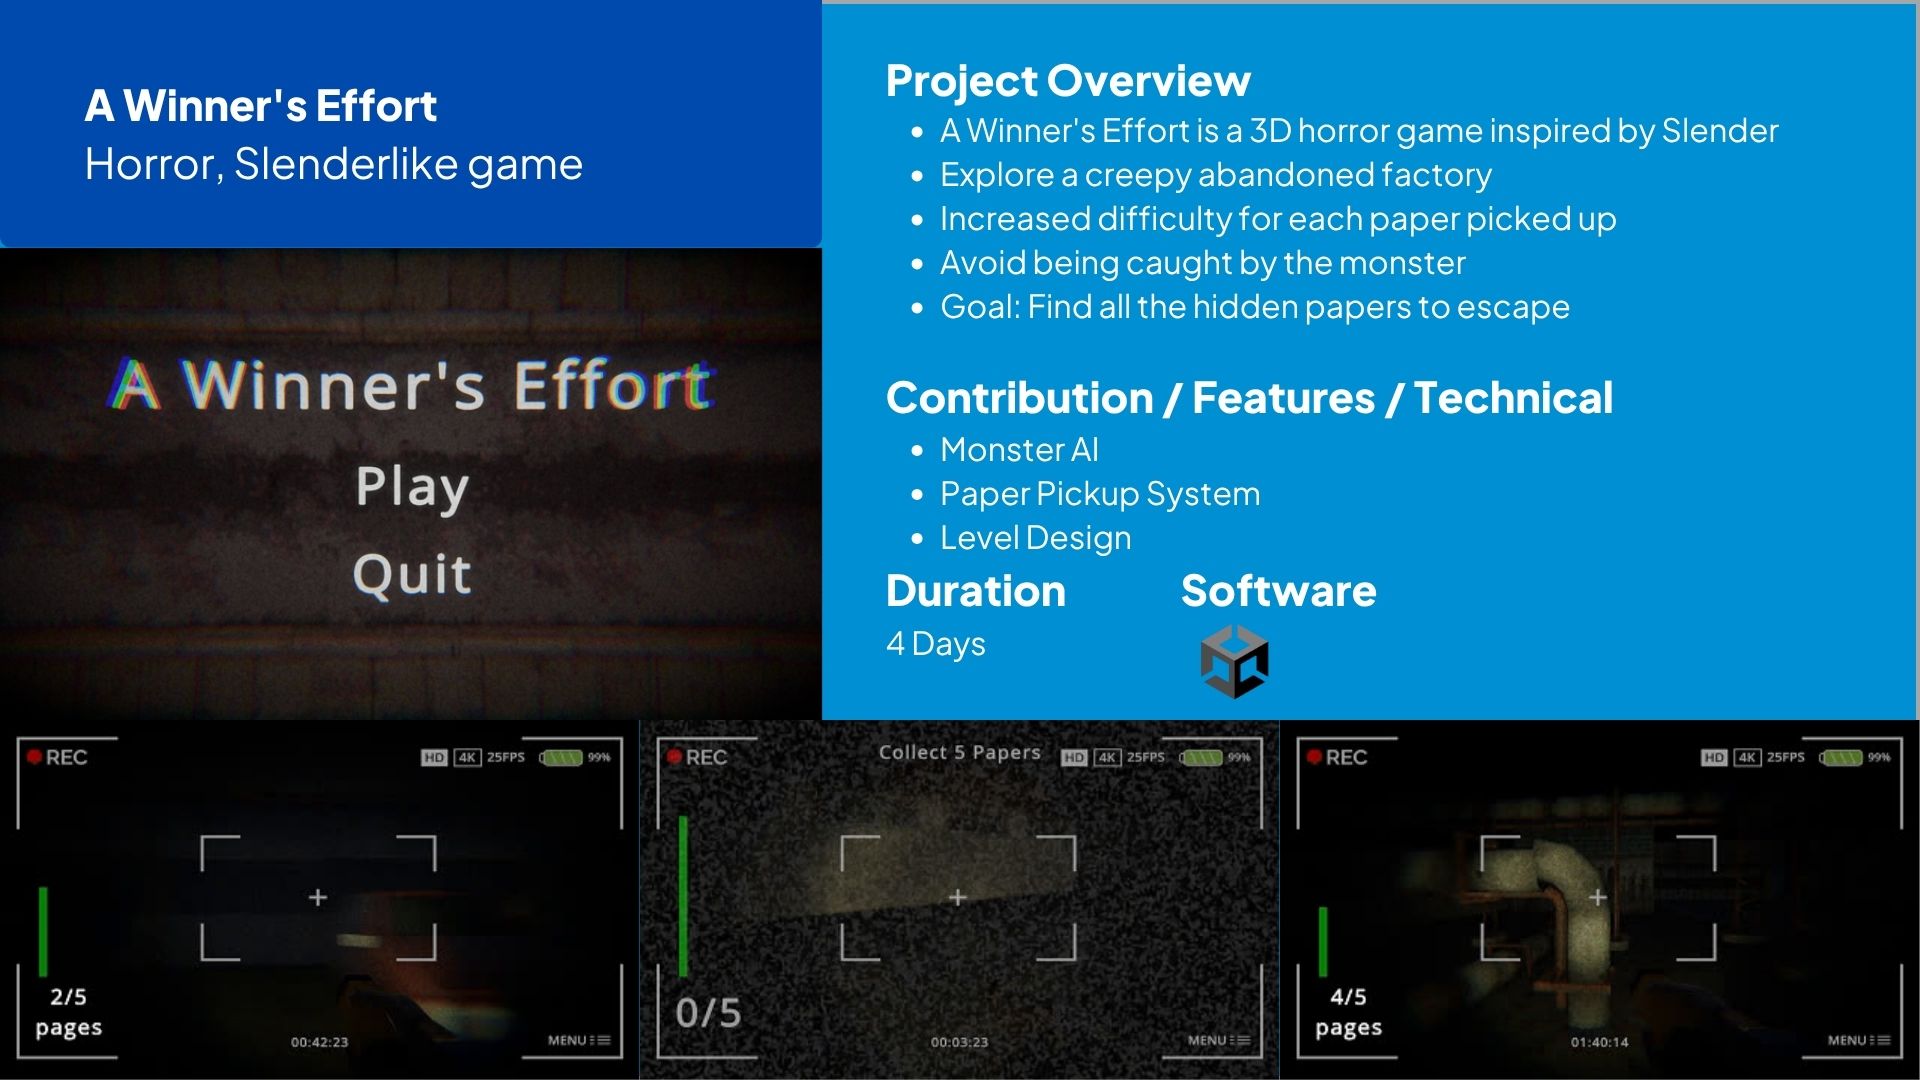 A Winner's Effort
Horror, Slenderlike game
A Winner's Effort
Play
Quit
Project Overview
• A Winner's Effort is a 3D horror game inspired by Slender
• Explore a creepy abandoned factory
• Increased difficulty for each paper picked up
• Avoid being caught by the monster
• Goal: Find all the hidden papers to escape
Contribution / Features / Technical
• Monster AI
• Paper Pickup System
• Level Design
Duration
4 Days
Software
REC
HD 4K 25FPS 99%
2/5
pages
00:42:23
MENU
REC
Collect 5 Papers
HD 4K 25FPS 99%
0/5
00:03:23
MENU
REC
HD 4K 25FPS 99%
4/5
pages
01:40:14
MENU